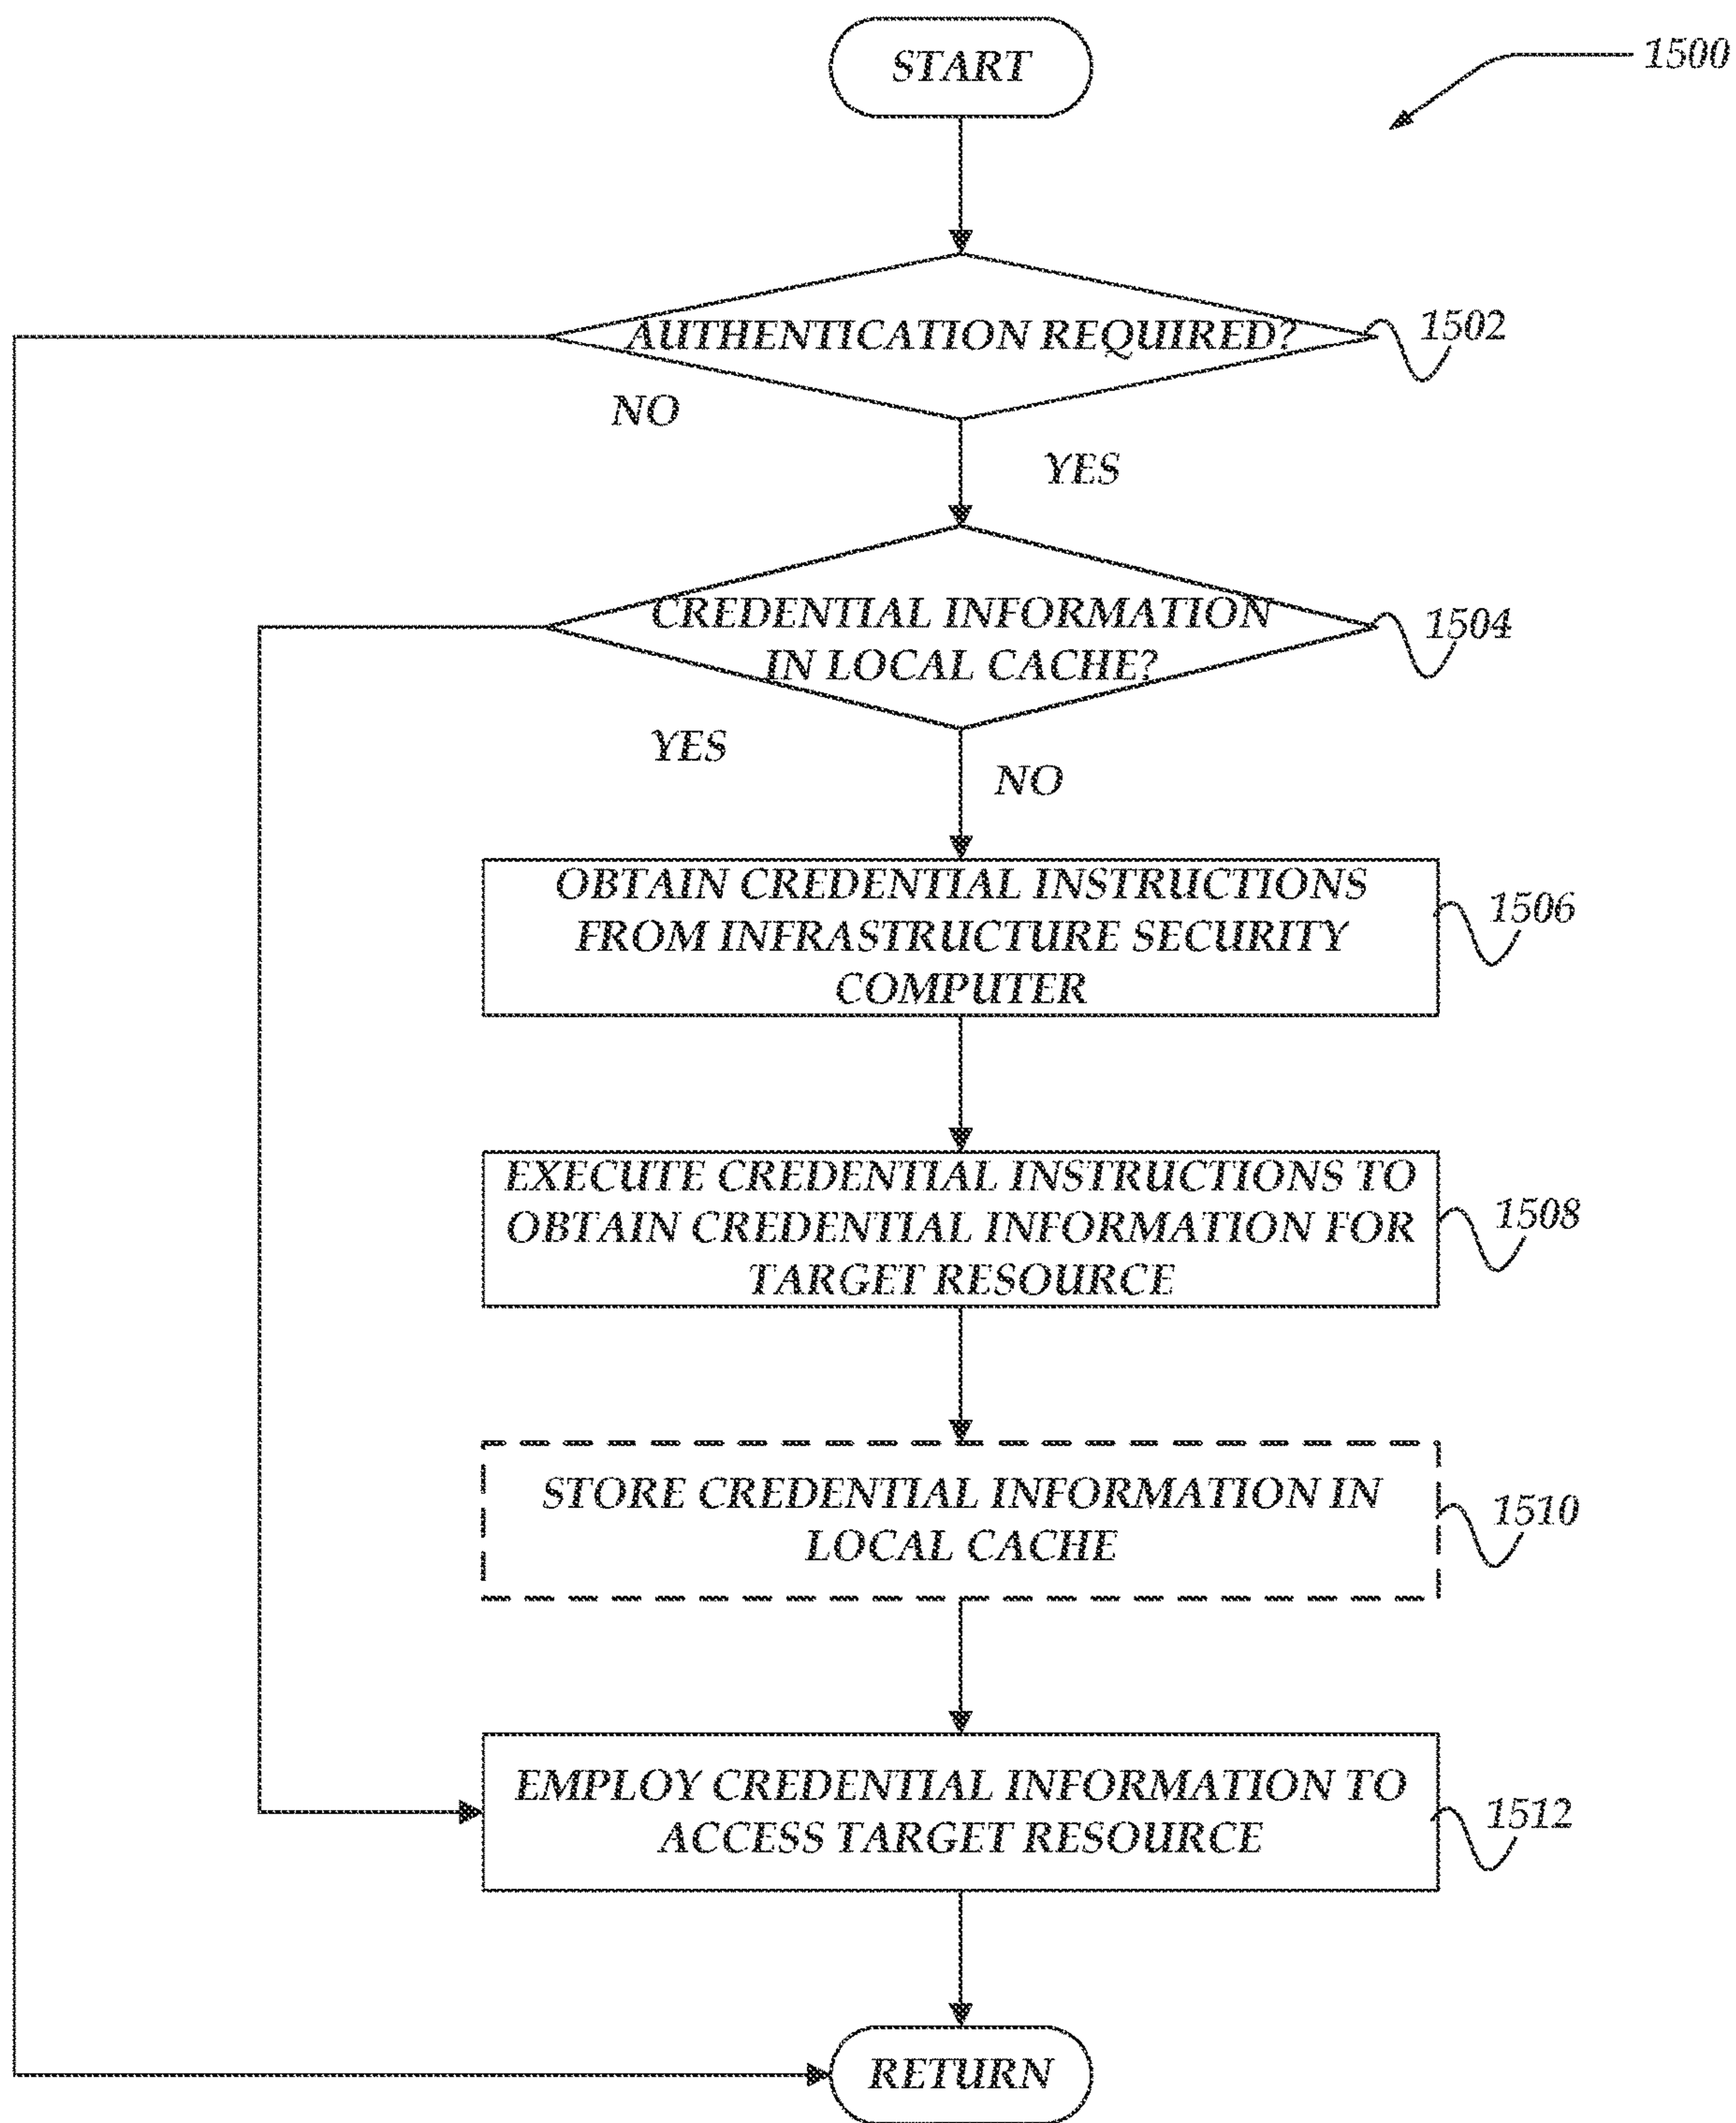 START
1500
AUTHENTICATION REQUIRED?
1502
NO
YES
CREDENTIAL INFORMATION
IN LOCAL CACHE?
1504
YES
NO
OBTAIN CREDENTIAL INSTRUCTIONS
FROM INFRASTRUCTURE SECURITY
COMPUTER
1506
EXECUTE CREDENTIAL INSTRUCTIONS TO
OBTAIN CREDENTIAL INFORMATION FOR
TARGET RESOURCE
1508
STORE CREDENTIAL INFORMATION IN
LOCAL CACHE
1510
EMPLOY CREDENTIAL INFORMATION TO
ACCESS TARGET RESOURCE
1512
RETURN